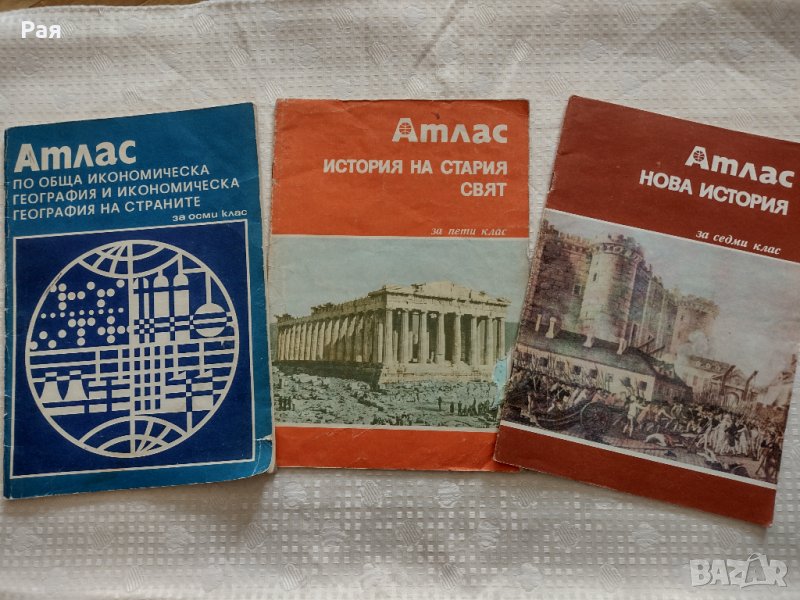 Рая
Атлас
ПО ОБЩА ИКОНОМИЧЕСКА
ГЕОГРАФИЯ И ИКОНОМИЧЕСКА
ГЕОГРАФИЯ НА СТРАНИТЕ
за осми клас
Атлас
ИСТОРИЯ НА СТАРИЯ
СВЯТ
за пети клас
Атлас
НОВА ИСТОРИЯ
за седми клас
BAZAR